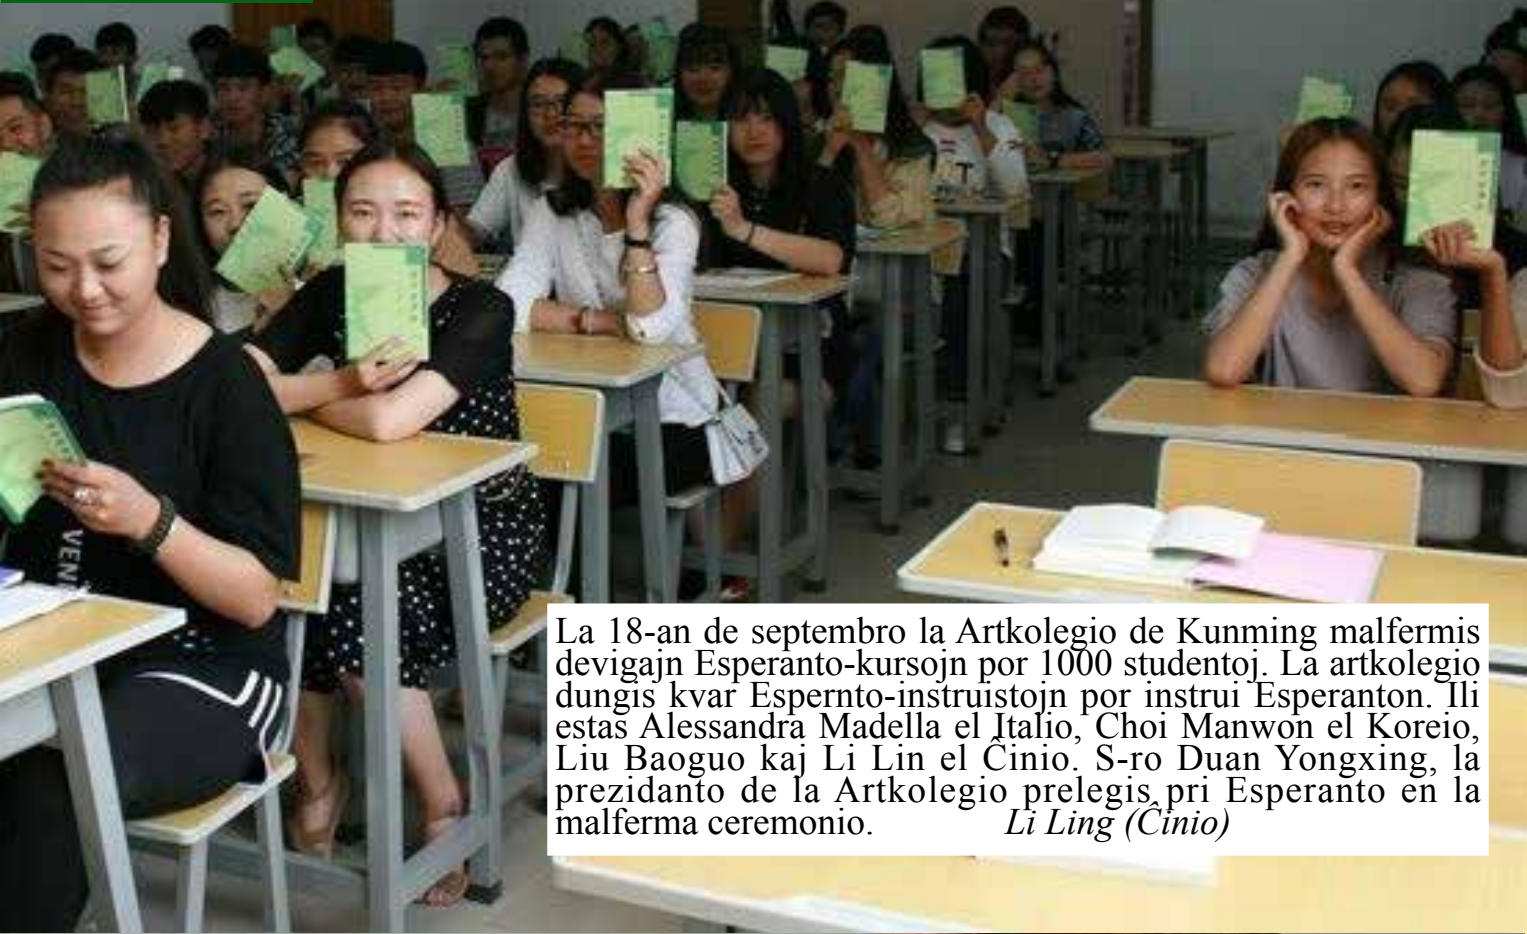 La 18-an de septembro la Artkolegio de Kunming malfermis
devigajn Esperanto-kursojn por 1000 studentoj. La artkolegio
dungis kvar Espernto-instruistojn por instrui Esperanton. Ili
estas Alessandra Madella el Italio, Choi Manwon el Koreio,
Liu Baoguo kaj Li Lin el Ĉinio. S-ro Duan Yongxing, la
prezidanto de la Artkolegio prelegis pri Esperanto en la
malferma ceremonio. Li Ling (Ĉinio)
VEN